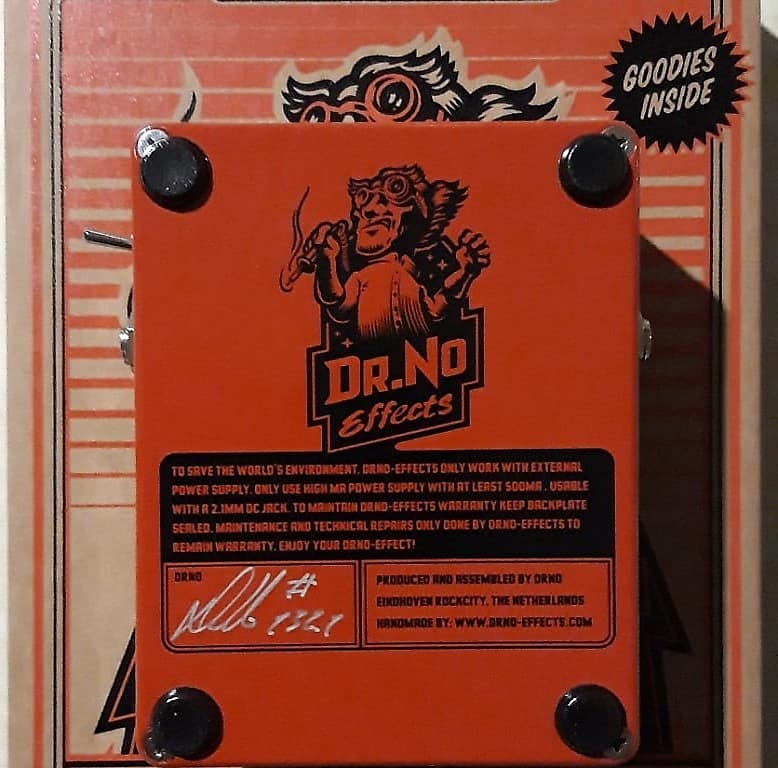 GOODIES
INSIDE
DR.NO
Effects
TO SAVE THE WORLD'S ENVIRONMENT, DRNO-EFFECTS ONLY WORK WITH EXTERNAL
POWER SUPPLY. ONLY USE HIGH MA POWER SUPPLY WITH AT LEAST 500MA. USABLE
WITH A 2.1MM DC JACK. TO MAINTAIN DRNO-EFFECTS WARRANTY KEEP BACKPLATE
SEALED. MAINTENANCE AND TECHNICAL REPAIRS ONLY DONE BY DRNO-EFFECTS TO
REMAIN WARRANTY. ENJOY YOUR DRNO-EFFECT!
DRNO
#
PRODUCED AND ASSEMBLED BY DRNO
EINDHOVEN ROCKCITY, THE NETHERLANDS
HANDMADE BY: WWW.DRNO-EFFECTS.COM